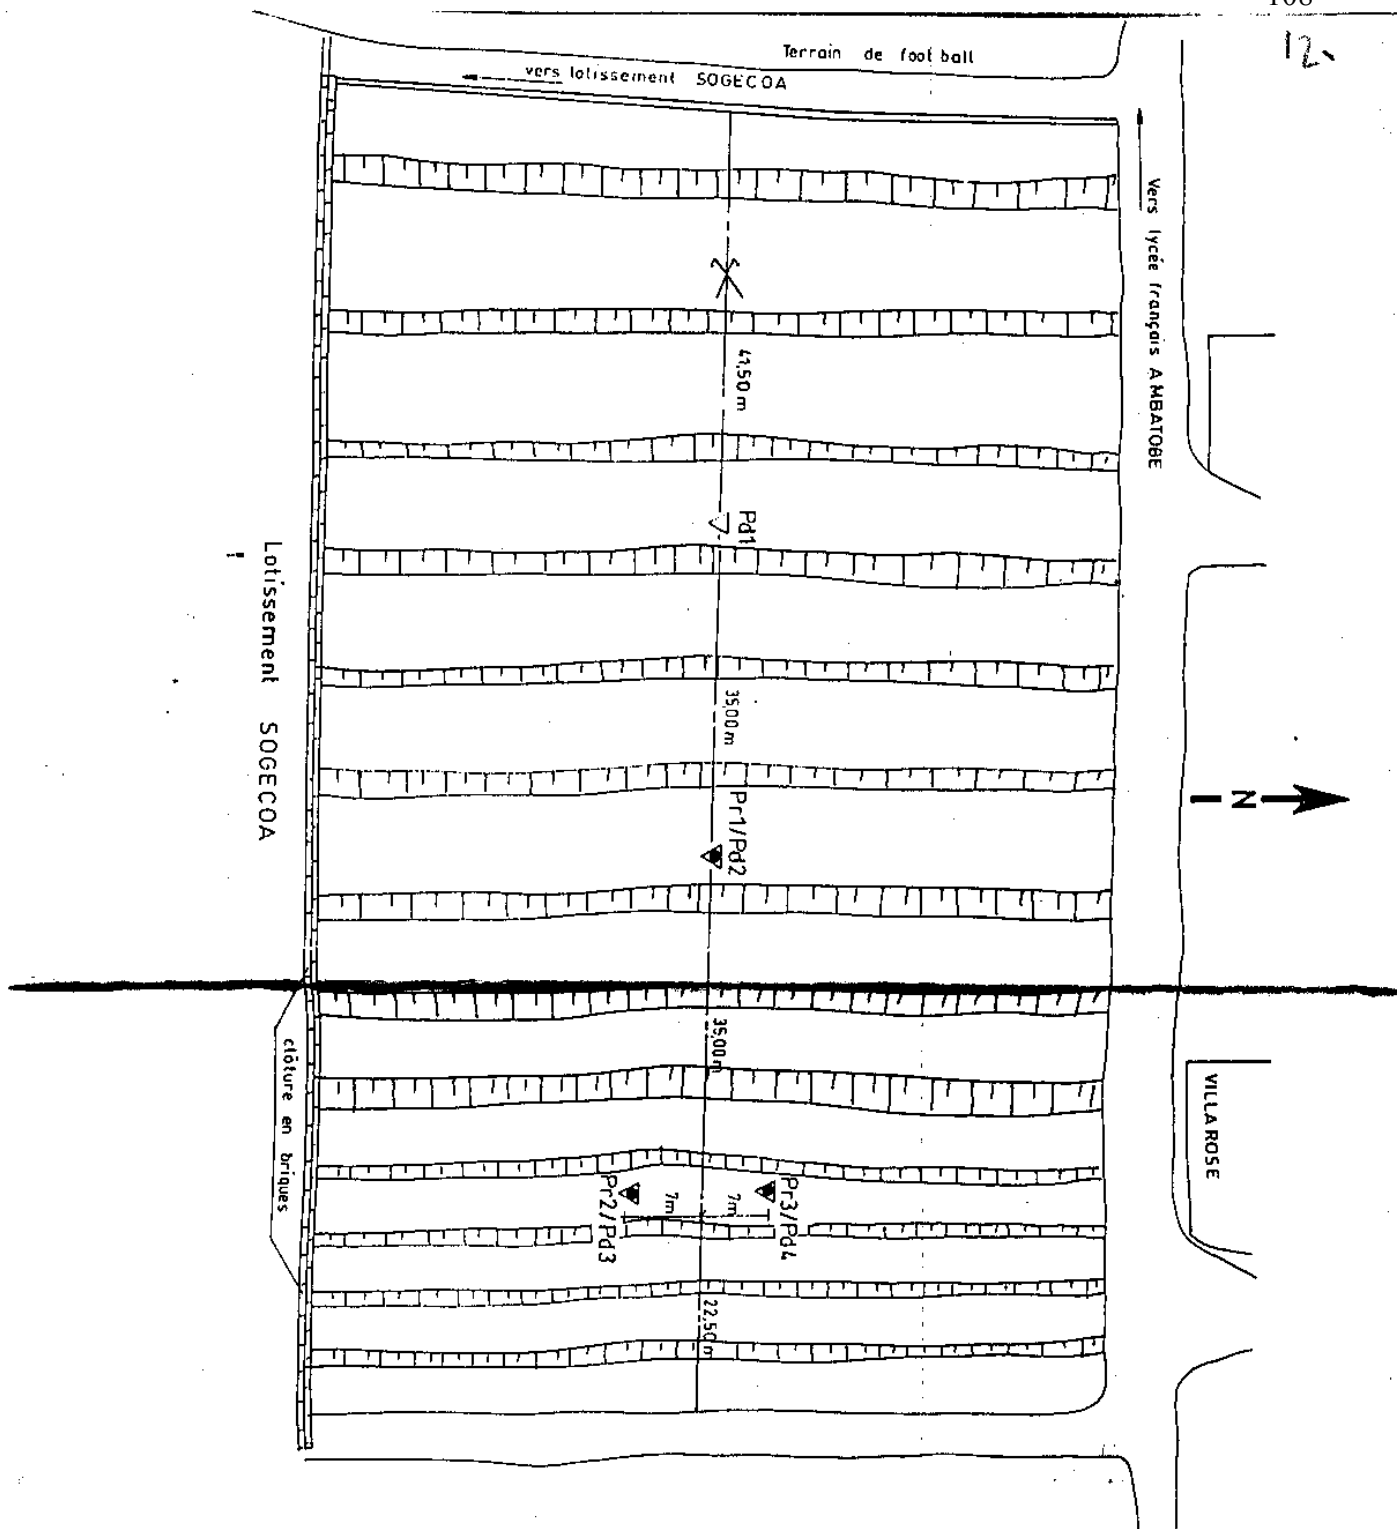 12.
Terrain de foot ball
vers lotissement SOGECOA
Vers lycée français AMBATOBE
41,50 m
Pd1
35,00 m
Pr1/Pd2
N
Lotissement SOGECOA
35,00 m
clôture en briques
VILLA ROSE
Pr2/Pd3
7m
7m
Pr3/Pd4
22,50 m